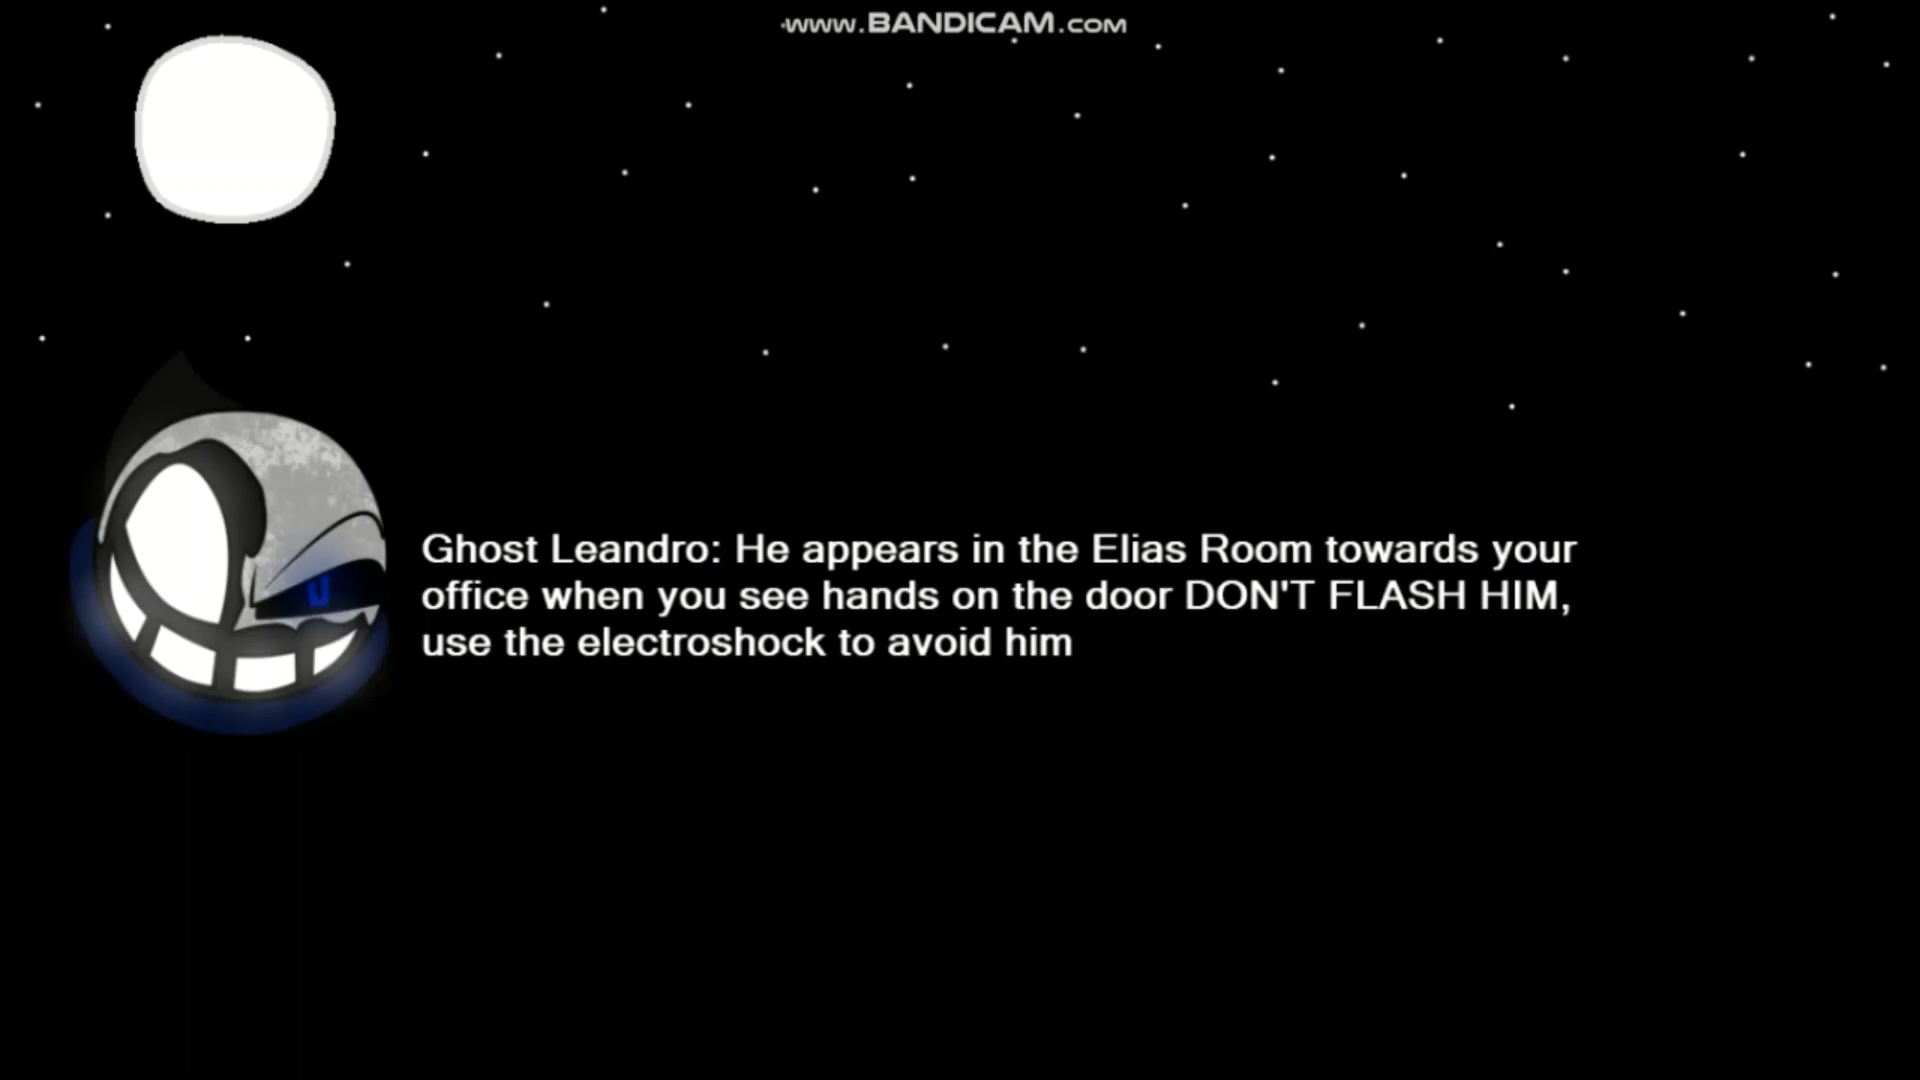 www.BANDICAM.COM
Ghost Leandro: He appears in the Elias Room towards your
office when you see hands on the door DON'T FLASH HIM,
use the electroshock to avoid him